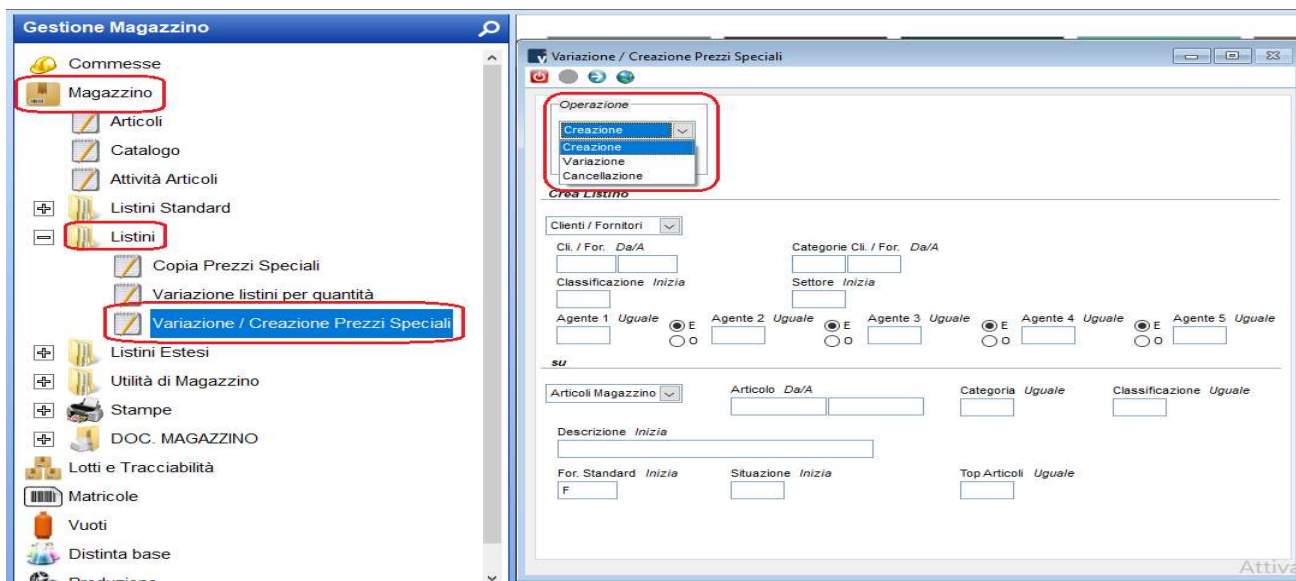 Gestione Magazzino
Commesse
Magazzino
Articoli
Catalogo
Attività Articoli
Listini Standard
Listini
Copia Prezzi Speciali
Variazione listini per quantità
Variazione / Creazione Prezzi Speciali
Listini Estesi
Utilità di Magazzino
Stampe
DOC. MAGAZZINO
Lotti e Tracciabilità
Matricole
Vuoti
Distinta base
Variazione / Creazione Prezzi Speciali
Operazione
Creazione
Creazione
Variazione
Cancellazione
Crea Listino
Clienti / Fornitori
Cli. / For. Da/A Categorie Cli. / For. Da/A
Classificazione Inizia Settore Inizia
Agente 1 Uguale E O Agente 2 Uguale E O Agente 3 Uguale E O Agente 4 Uguale E O Agente 5 Uguale
su
Articoli Magazzino Articolo Da/A Categoria Uguale Classificazione Uguale
Descrizione Inizia
For. Standard Inizia Situazione Inizia Top Articoli Uguale
F
Attiva